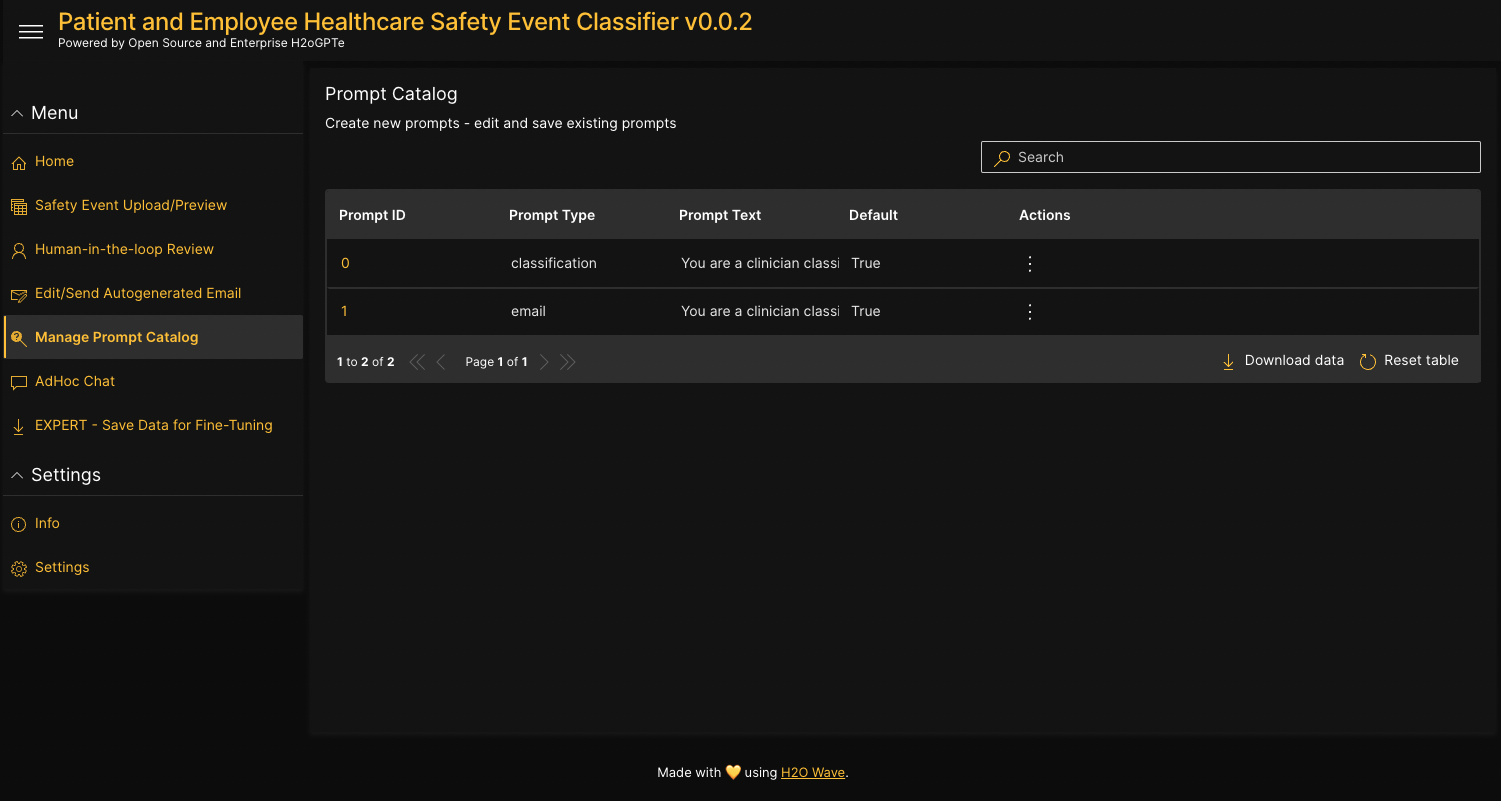 Patient and Employee Healthcare Safety Event Classifier v0.0.2
Powered by Open Source and Enterprise H2oGPTe
Menu
Home
Safety Event Upload/Preview
Human-in-the-loop Review
Edit/Send Autogenerated Email
Manage Prompt Catalog
AdHoc Chat
EXPERT - Save Data for Fine-Tuning
Settings
Info
Settings
Prompt Catalog
Create new prompts - edit and save existing prompts
Search
Prompt ID Prompt Type Prompt Text Default Actions
0 classification You are a clinician classi True
1 email You are a clinician classi True
1 to 2 of 2 Page 1 of 1 Download data Reset table
Made with 💛 using H2O Wave.